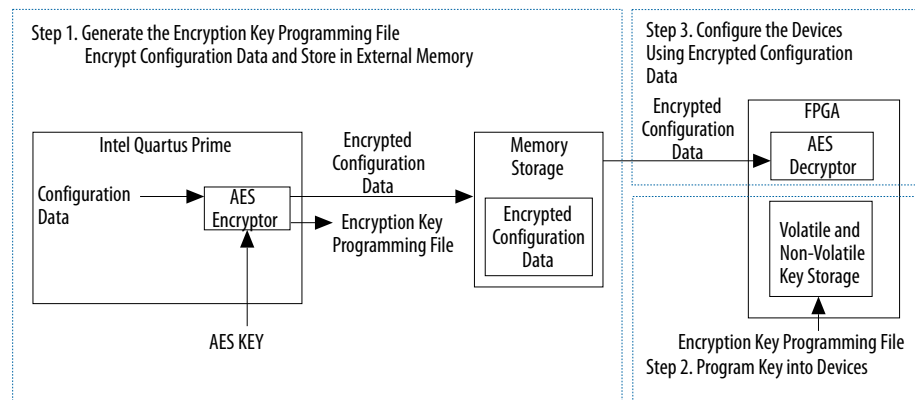 Step 1. Generate the Encryption Key Programming File
Encrypt Configuration Data and Store in External Memory
Intel Quartus Prime
Configuration
Data
AES
Encryptor
AES KEY
Encrypted
Configuration
Data
Encryption Key
Programming File
Memory
Storage
Encrypted
Configuration
Data
Step 3. Configure the Devices
Using Encrypted Configuration
Data
Encrypted
Configuration
Data
FPGA
AES
Decryptor
Volatile and
Non-Volatile
Key Storage
Encryption Key Programming File
Step 2. Program Key into Devices